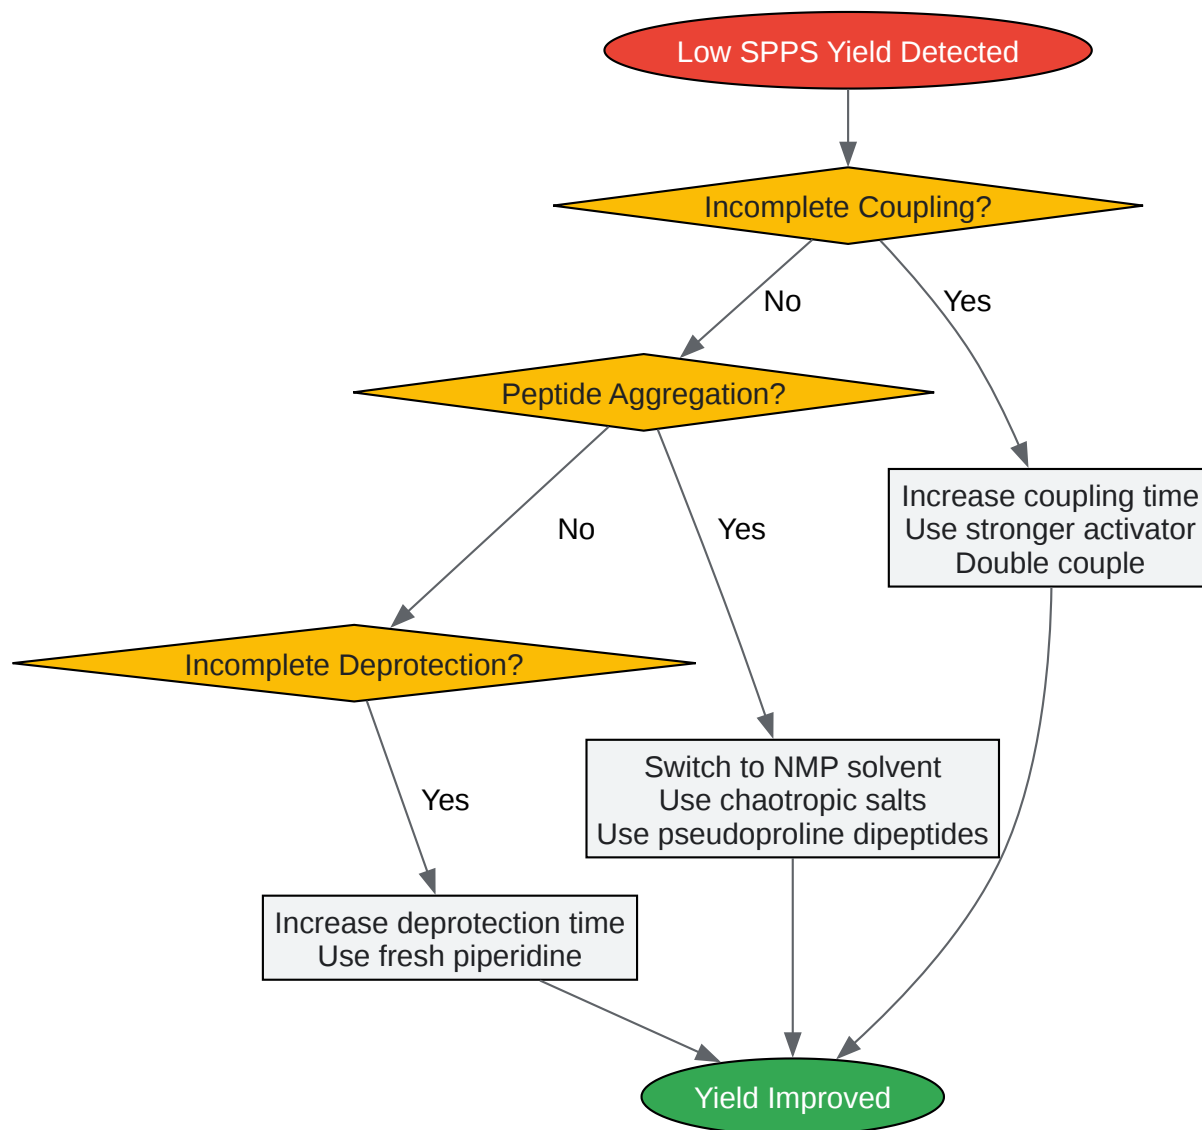 Low SPPS Yield Detected
Incomplete Coupling?
No
Yes
Peptide Aggregation?
Increase coupling time
Use stronger activator
Double couple
No
Yes
Incomplete Deprotection?
Switch to NMP solvent
Use chaotropic salts
Use pseudoproline dipeptides
Yes
Increase deprotection time
Use fresh piperidine
Yield Improved